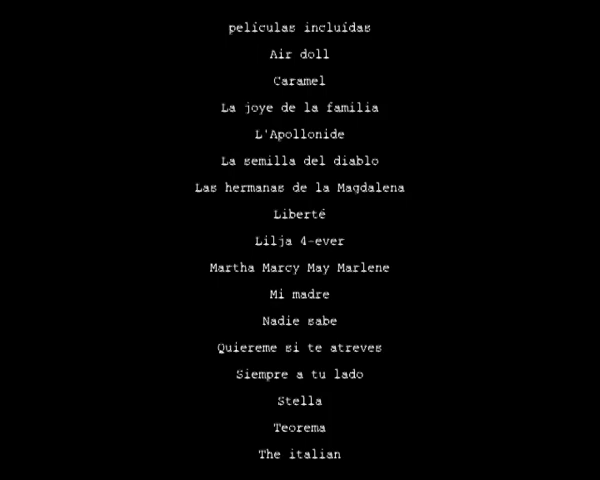 películas incluídas
Air doll
Caramel
La joye de la familia
L'Apollonide
La semilla del diablo
Las hermanas de la Magdalena
Liberté
Lilja 4-ever
Martha Marcy May Marlene
Mi madre
Nadie sabe
Quiereme si te atreves
Siempre a tu lado
Stella
Teorema
The italian